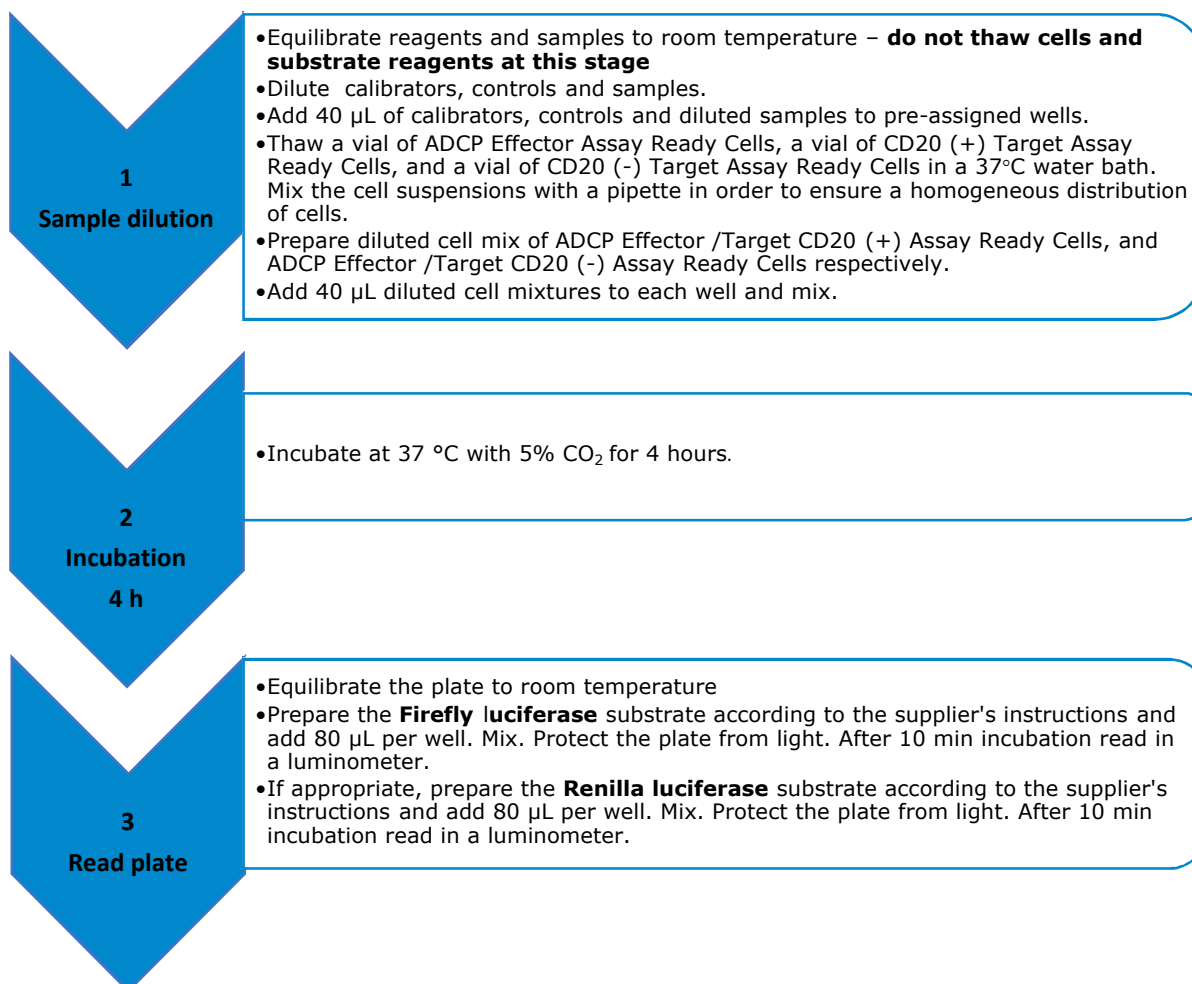 1
Sample dilution
•Equilibrate reagents and samples to room temperature – do not thaw cells and
substrate reagents at this stage
•Dilute  calibrators, controls and samples.
•Add 40 µL of calibrators, controls and diluted samples to pre-assigned wells.
•Thaw a vial of ADCP Effector Assay Ready Cells, a vial of CD20 (+) Target Assay
Ready Cells, and a vial of CD20 (-) Target Assay Ready Cells in a 37°C water bath.
Mix the cell suspensions with a pipette in order to ensure a homogeneous distribution
of cells.
•Prepare diluted cell mix of ADCP Effector /Target CD20 (+) Assay Ready Cells, and
ADCP Effector /Target CD20 (-) Assay Ready Cells respectively.
•Add 40 µL diluted cell mixtures to each well and mix.
2
Incubation
4 h
•Incubate at 37 °C with 5% CO₂ for 4 hours.
3
Read plate
•Equilibrate the plate to room temperature
•Prepare the Firefly luciferase substrate according to the supplier's instructions and
add 80 µL per well. Mix. Protect the plate from light. After 10 min incubation read in
a luminometer.
•If appropriate, prepare the Renilla luciferase substrate according to the supplier's
instructions and add 80 µL per well. Mix. Protect the plate from light. After 10 min
incubation read in a luminometer.